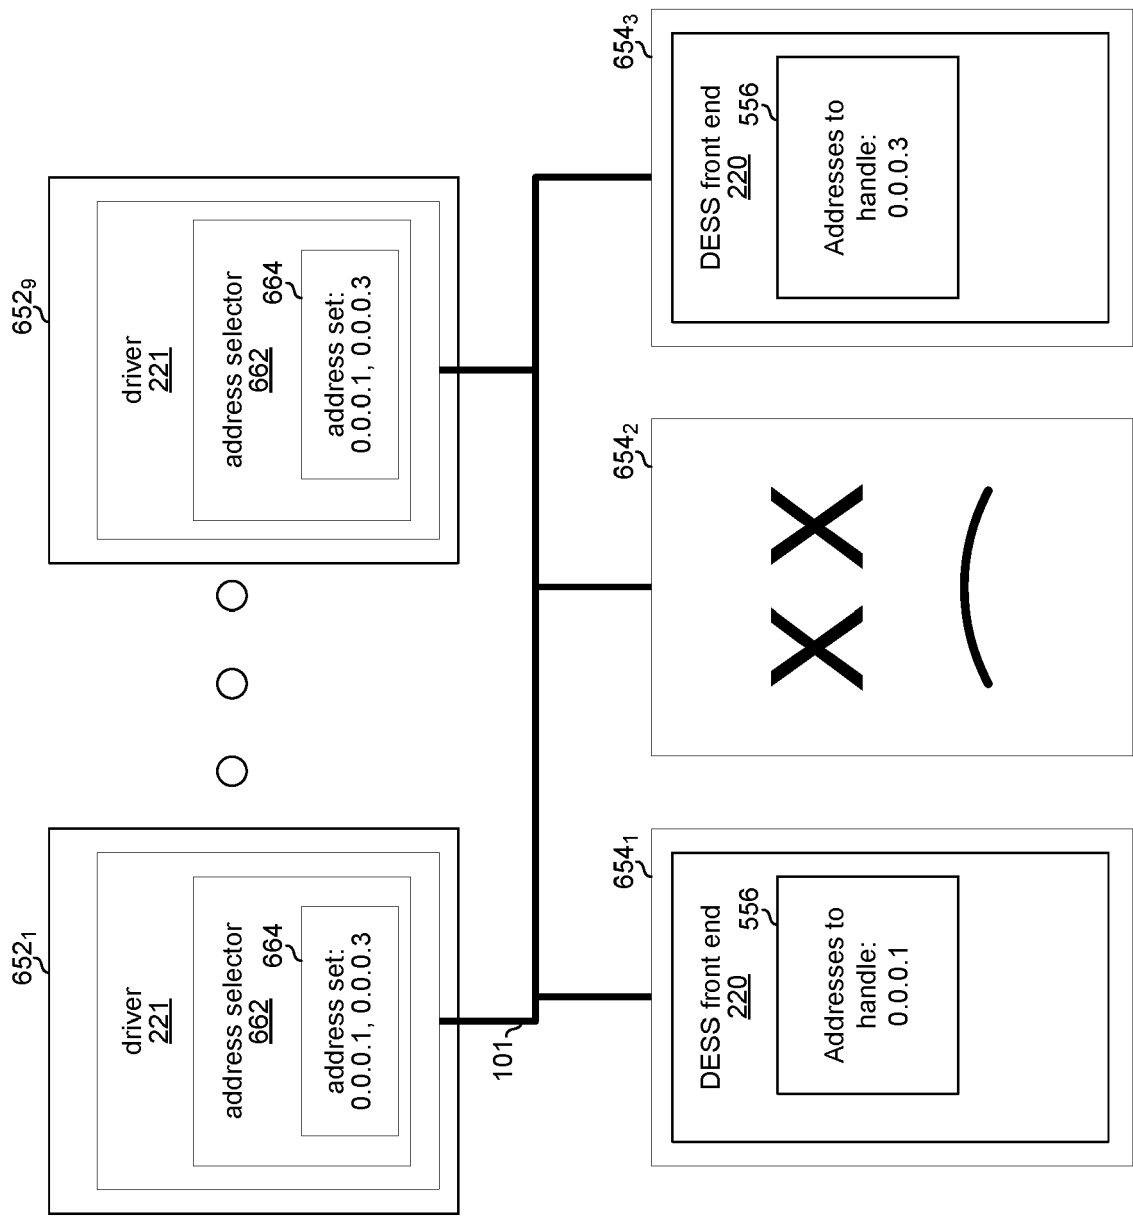 652₁
driver
221
address selector
662
664
address set:
0.0.0.1, 0.0.0.3
652₉
driver
221
address selector
662
664
address set:
0.0.0.1, 0.0.0.3
101
654₁
DESS front end
220
556
Addresses to
handle:
0.0.0.1
654₂
X X
654₃
DESS front end
220
556
Addresses to
handle:
0.0.0.3